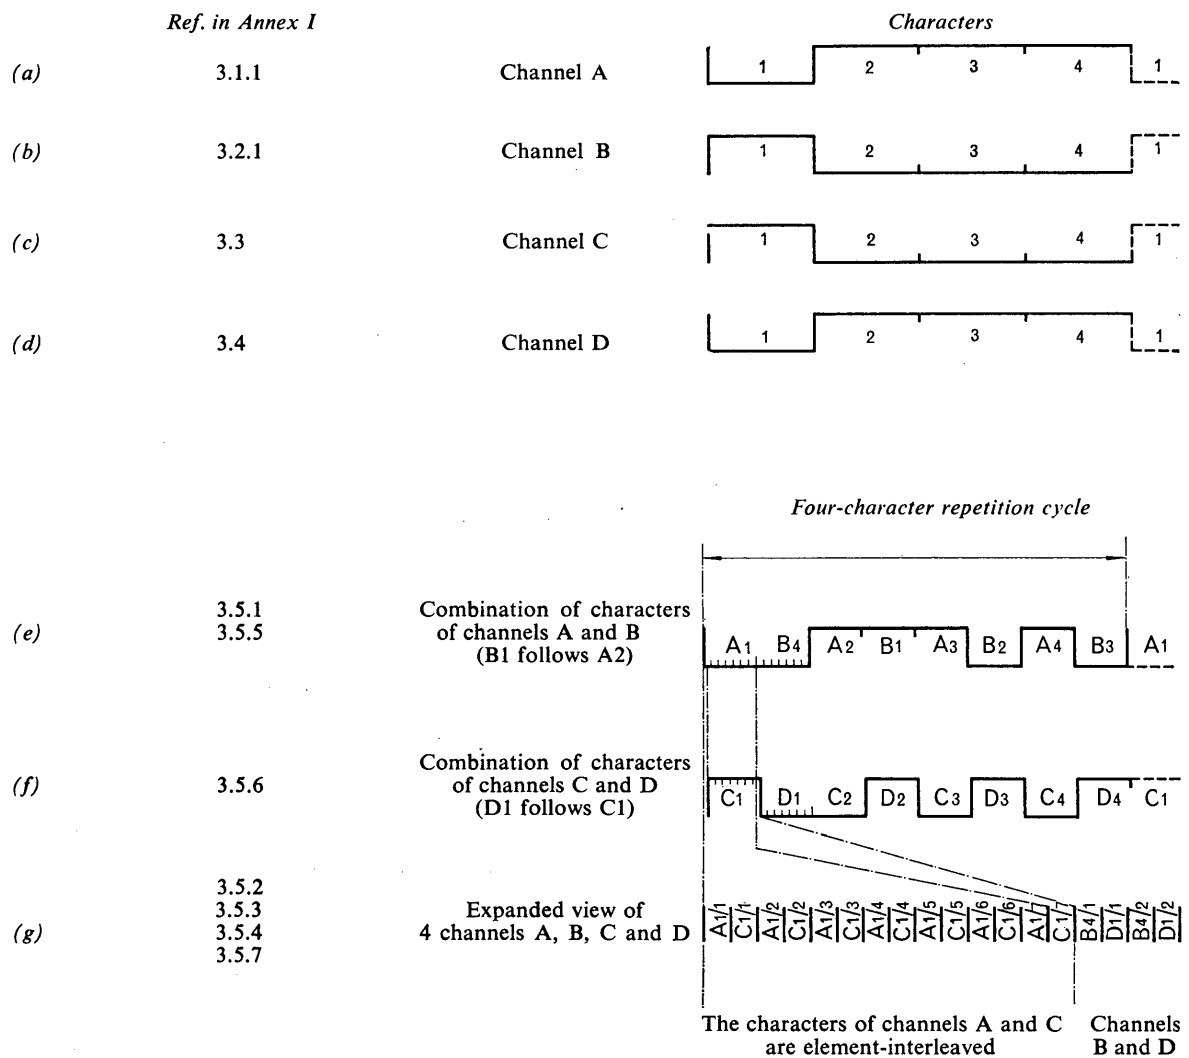 Ref. in Annex I Characters
(a) 3.1.1 Channel A 1 2 3 4 1
(b) 3.2.1 Channel B 1 2 3 4 1
(c) 3.3 Channel C 1 2 3 4 1
(d) 3.4 Channel D 1 2 3 4 1
Four-character repetition cycle
3.5.1 Combination of characters
(e) 3.5.5 of channels A and B A1 B4 A2 B1 A3 B2 A4 B3 A1
(B1 follows A2)
Combination of characters
(f) 3.5.6 of channels C and D C1 D1 C2 D2 C3 D3 C4 D4 C1
(D1 follows C1)
3.5.2
3.5.3 Expanded view of
(g) 3.5.4 4 channels A, B, C and D A1/1 C1/1 A1/2 C1/2 A1/3 C1/3 A1/4 C1/4 A1/5 C1/5 A1/6 C1/6 A1/7 C1/7 B4/1 D1/1 B4/2 D1/2
3.5.7
The characters of channels A and C Channels
are element-interleaved B and D